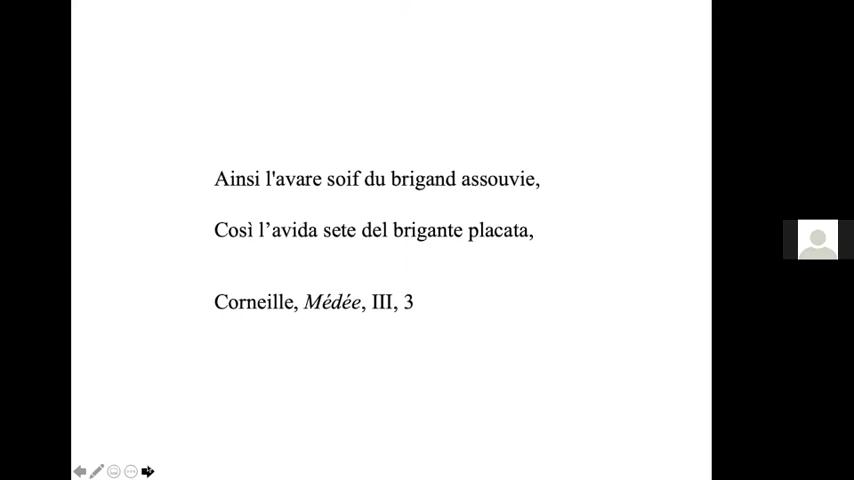 Ainsi l'avare soif du brigand assouvie,
Così l’avida sete del brigante placata,
Corneille, Médée, III, 3